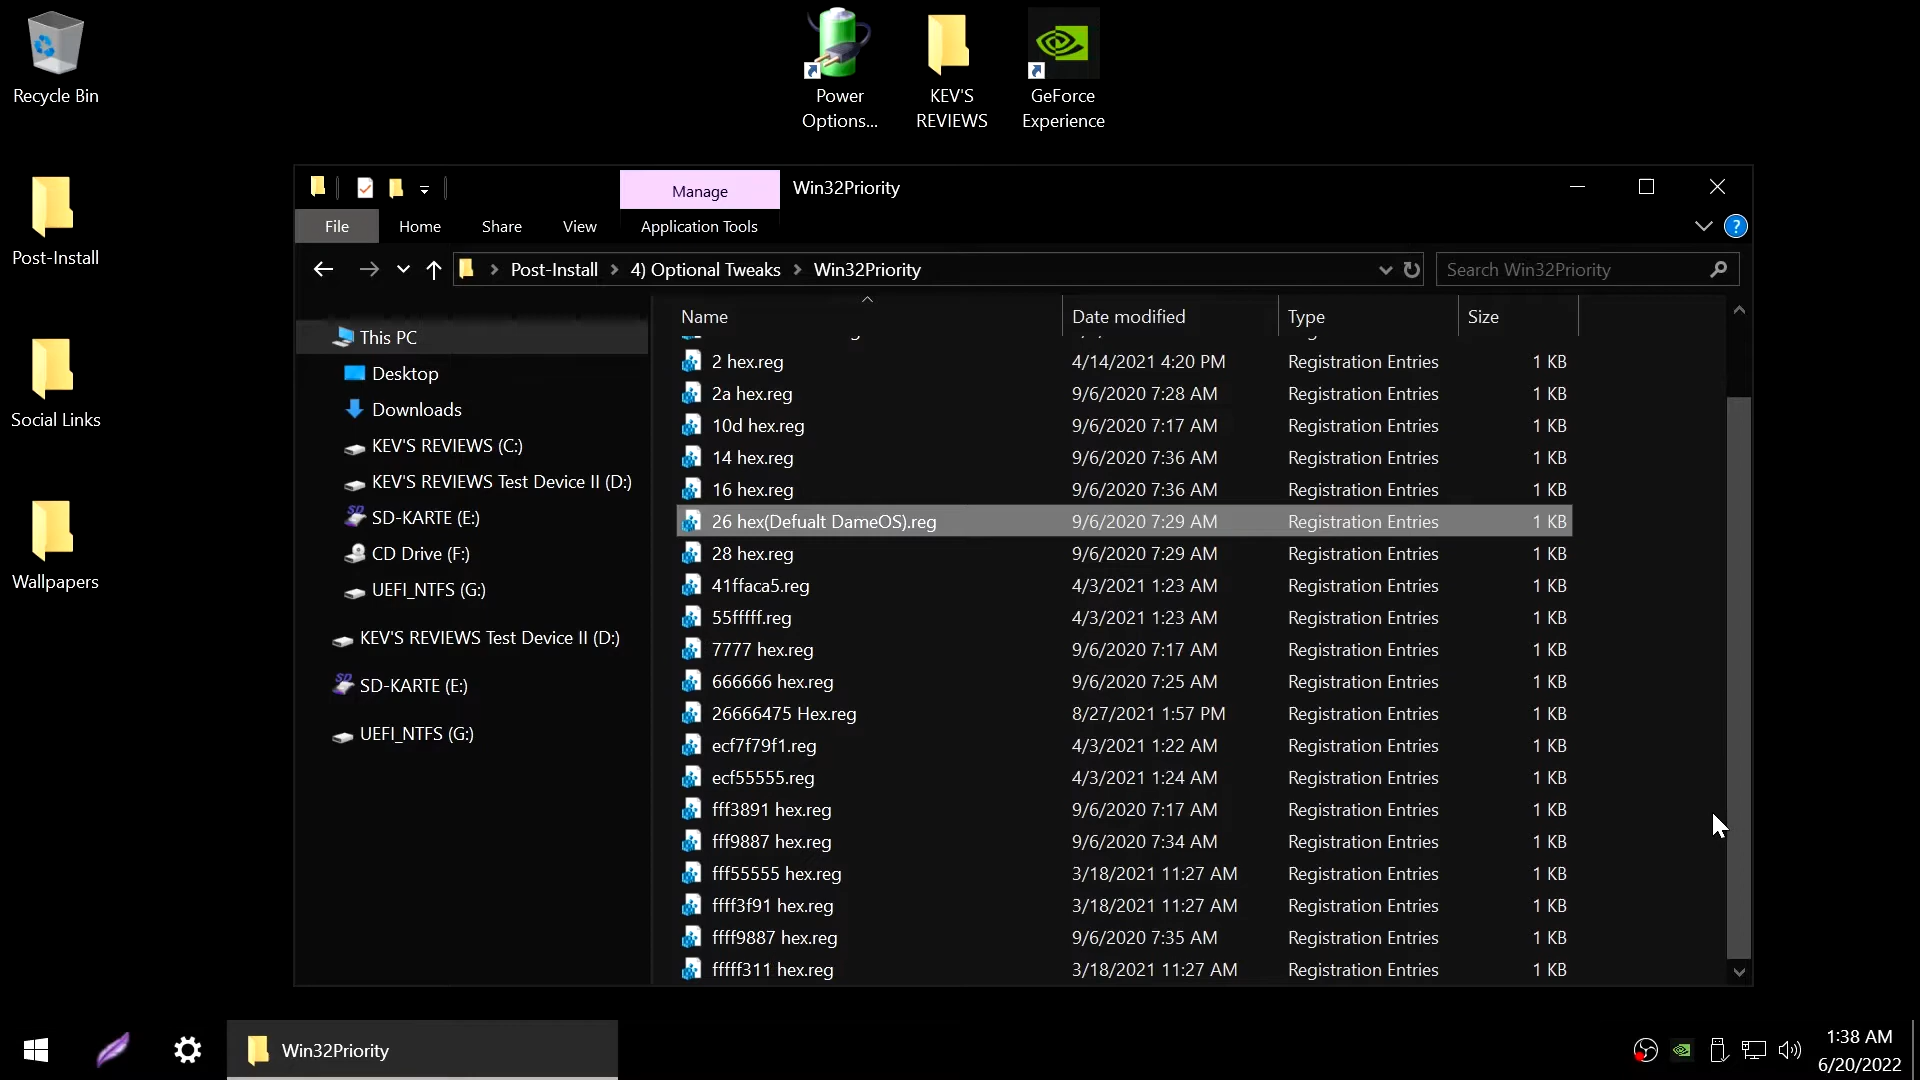 Recycle Bin
Power
Options...
KEV'S
REVIEWS
GeForce
Experience
Post-Install
Social Links
Wallpapers
Manage
Win32Priority
File
Home
Share
View
Application Tools
Post-Install
4) Optional Tweaks
Win32Priority
Search Win32Priority
This PC
Desktop
Downloads
KEV'S REVIEWS (C:)
KEV'S REVIEWS Test Device II (D:)
SD-KARTE (E:)
CD Drive (F:)
UEFI_NTFS (G:)
KEV'S REVIEWS Test Device II (D:)
SD-KARTE (E:)
UEFI_NTFS (G:)
Name Date modified Type Size
2 hex.reg 4/14/2021 4:20 PM Registration Entries 1 KB
2a hex.reg 9/6/2020 7:28 AM Registration Entries 1 KB
10d hex.reg 9/6/2020 7:17 AM Registration Entries 1 KB
14 hex.reg 9/6/2020 7:36 AM Registration Entries 1 KB
16 hex.reg 9/6/2020 7:36 AM Registration Entries 1 KB
26 hex(Defualt DameOS).reg 9/6/2020 7:29 AM Registration Entries 1 KB
28 hex.reg 9/6/2020 7:29 AM Registration Entries 1 KB
41ffaca5.reg 4/3/2021 1:23 AM Registration Entries 1 KB
55fffff.reg 4/3/2021 1:23 AM Registration Entries 1 KB
7777 hex.reg 9/6/2020 7:17 AM Registration Entries 1 KB
666666 hex.reg 9/6/2020 7:25 AM Registration Entries 1 KB
26666475 Hex.reg 8/27/2021 1:57 PM Registration Entries 1 KB
ecf7f79f1.reg 4/3/2021 1:22 AM Registration Entries 1 KB
ecf55555.reg 4/3/2021 1:24 AM Registration Entries 1 KB
fff3891 hex.reg 9/6/2020 7:17 AM Registration Entries 1 KB
fff9887 hex.reg 9/6/2020 7:34 AM Registration Entries 1 KB
fff55555 hex.reg 3/18/2021 11:27 AM Registration Entries 1 KB
ffff3f91 hex.reg 3/18/2021 11:27 AM Registration Entries 1 KB
ffff9887 hex.reg 9/6/2020 7:35 AM Registration Entries 1 KB
fffff311 hex.reg 3/18/2021 11:27 AM Registration Entries 1 KB
Win32Priority
1:38 AM
6/20/2022